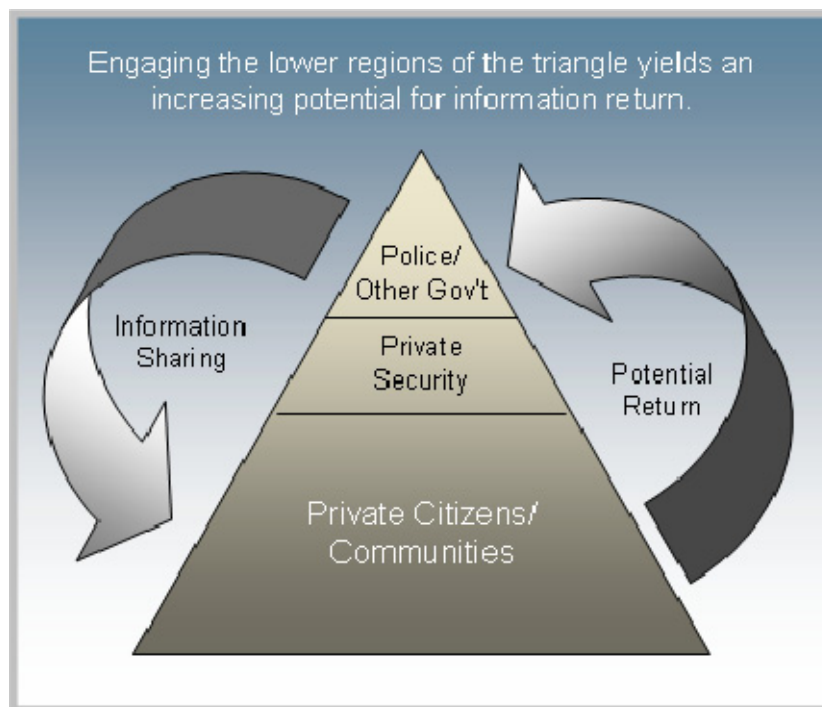 Engaging the lower regions of the triangle yields an
increasing potential for information return.
Police/
Other Gov't
Information
Sharing
Private
Security
Potential
Return
Private Citizens/
Communities